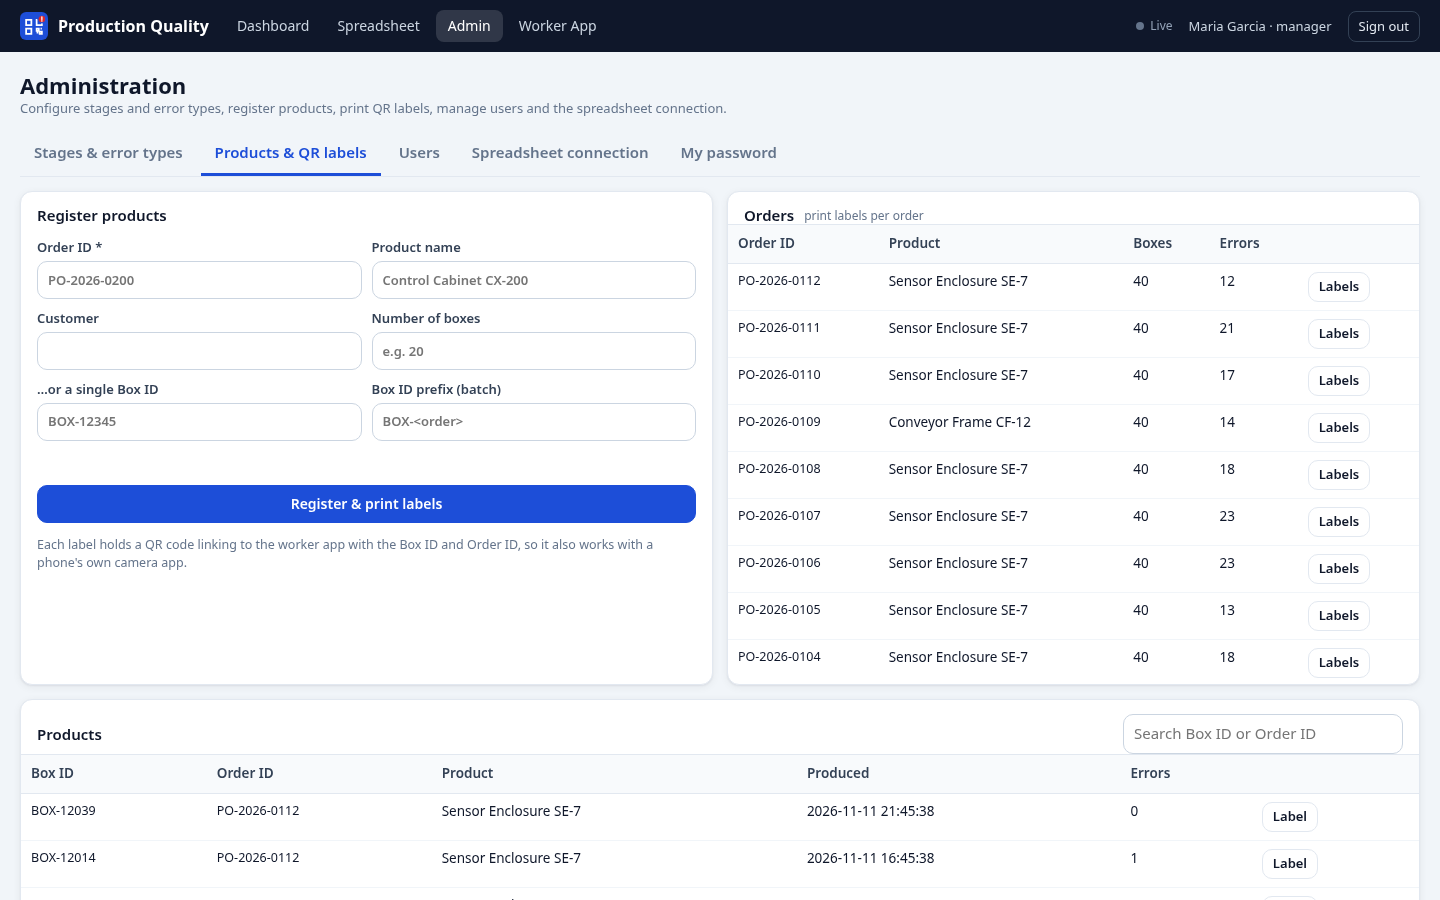 Production Quality
Dashboard
Spreadsheet
Admin
Worker App
Live
Maria Garcia · manager
Sign out
Administration
Configure stages and error types, register products, print QR labels, manage users and the spreadsheet connection.
Stages & error types
Products & QR labels
Users
Spreadsheet connection
My password
Register products
Order ID *
Product name
PO-2026-0200
Control Cabinet CX-200
Customer
Number of boxes
e.g. 20
...or a single Box ID
Box ID prefix (batch)
BOX-12345
BOX-<order>
Register & print labels
Each label holds a QR code linking to the worker app with the Box ID and Order ID, so it also works with a
phone's own camera app.
Orders print labels per order
Order ID Product Boxes Errors
PO-2026-0112 Sensor Enclosure SE-7 40 12 Labels
PO-2026-0111 Sensor Enclosure SE-7 40 21 Labels
PO-2026-0110 Sensor Enclosure SE-7 40 17 Labels
PO-2026-0109 Conveyor Frame CF-12 40 14 Labels
PO-2026-0108 Sensor Enclosure SE-7 40 18 Labels
PO-2026-0107 Sensor Enclosure SE-7 40 23 Labels
PO-2026-0106 Sensor Enclosure SE-7 40 23 Labels
PO-2026-0105 Sensor Enclosure SE-7 40 13 Labels
PO-2026-0104 Sensor Enclosure SE-7 40 18 Labels
Products
Search Box ID or Order ID
Box ID Order ID Product Produced Errors
BOX-12039 PO-2026-0112 Sensor Enclosure SE-7 2026-11-11 21:45:38 0 Label
BOX-12014 PO-2026-0112 Sensor Enclosure SE-7 2026-11-11 16:45:38 1 Label